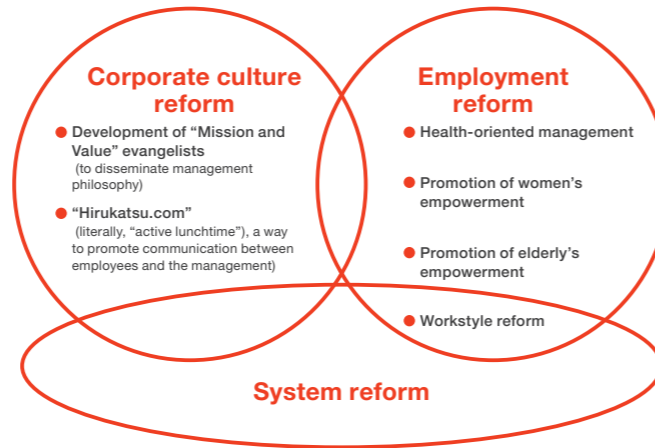 Corporate culture
reform
● Development of “Mission and
Value” evangelists
(to disseminate management
philosophy)
● “Hirukatsu.com”
(literally, “active lunchtime”), a way
to promote communication between
employees and the management)
Employment
reform
● Health-oriented management
● Promotion of women’s
empowerment
● Promotion of elderly’s
empowerment
● Workstyle reform
System reform